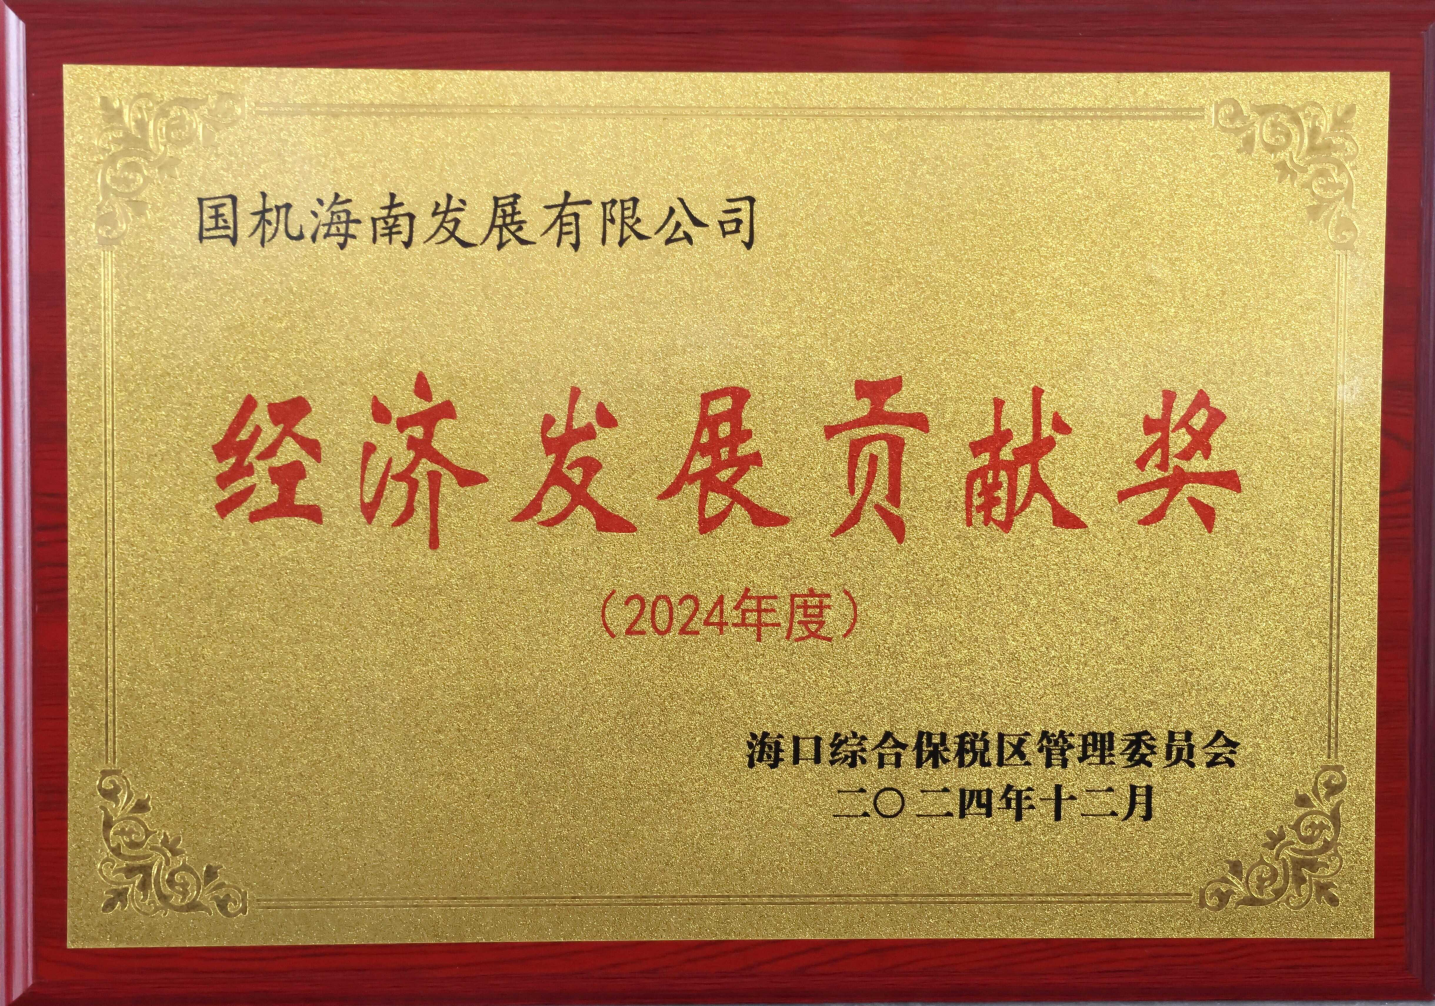 国机海南发展有限公司
经济发展贡献奖
（2024年度）
海口综合保税区管理委员会
二〇二四年十二月